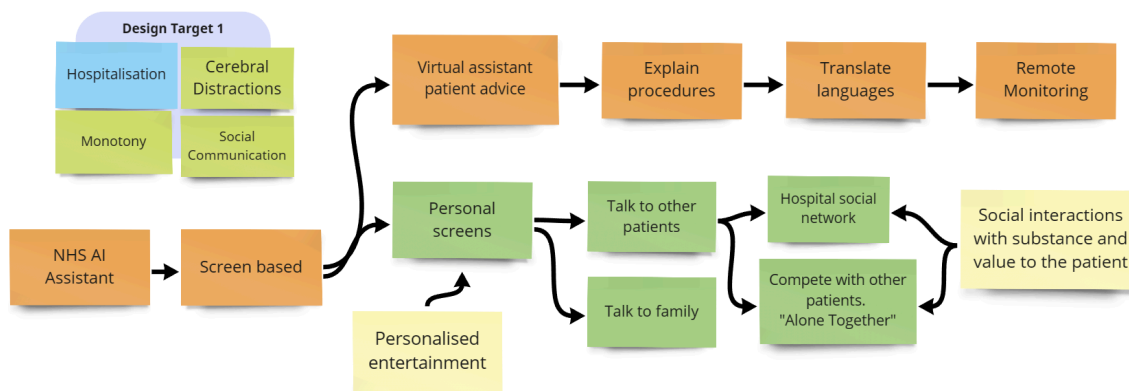 Design Target 1
Hospitalisation
Cerebral
Distractions
Monotony
Social
Communication
Virtual assistant
patient advice
Explain
procedures
Translate
languages
Remote
Monitoring
NHS AI
Assistant
Screen based
Personal
screens
Talk to other
patients
Hospital social
network
Social interactions
with substance and
value to the patient
Personalised
entertainment
Talk to family
Compete with other
patients.
"Alone Together"